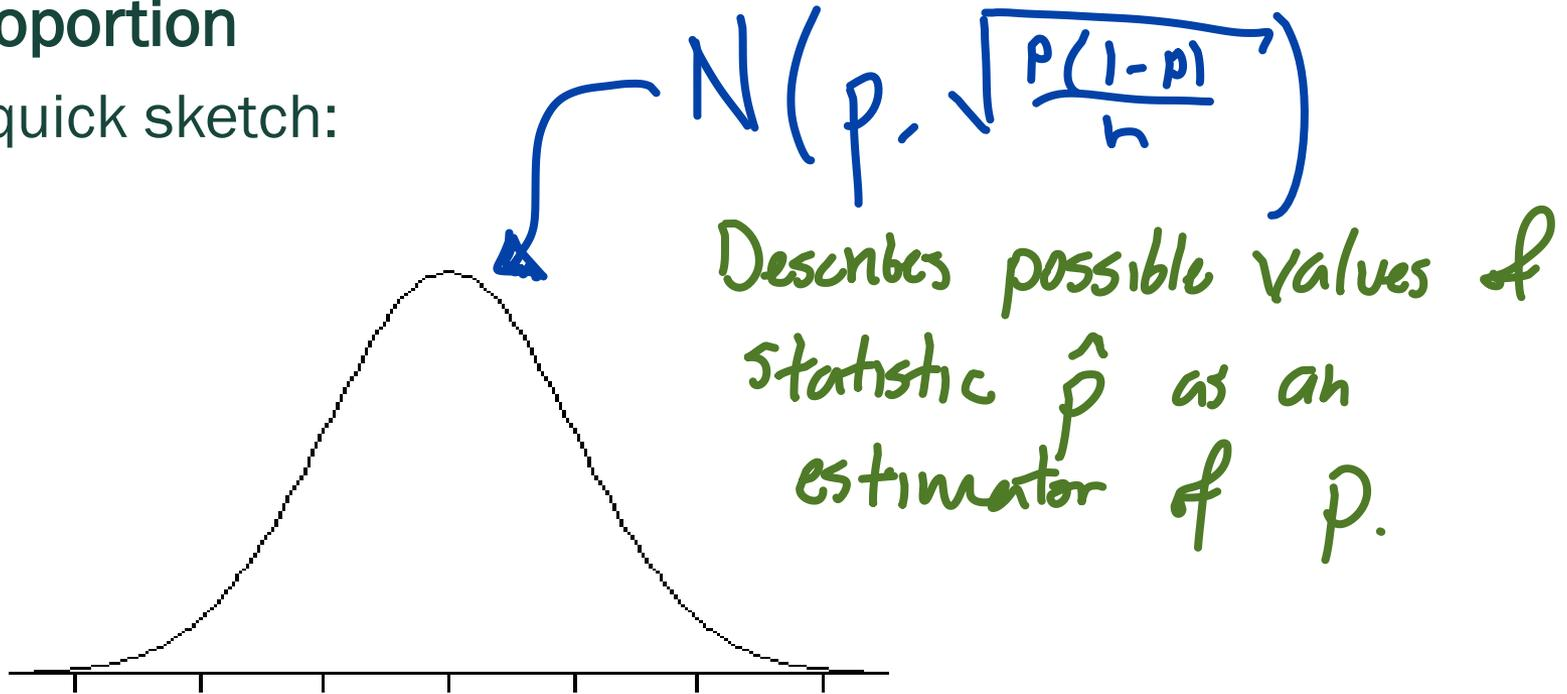 oportion
quick sketch:
N(p, √(p(1-p)/n))
Describes possible values of
statistic p̂ as an
estimator of p.